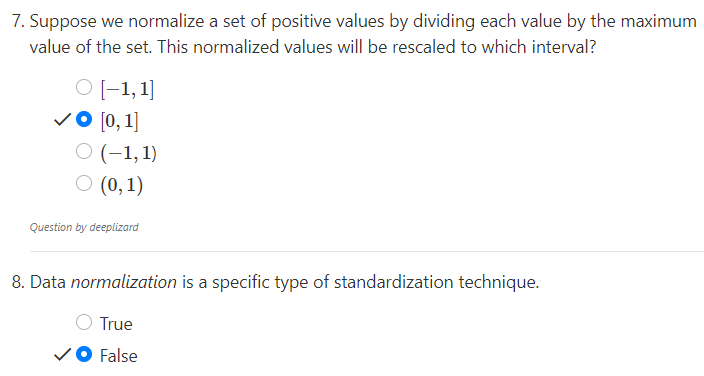 7. Suppose we normalize a set of positive values by dividing each value by the maximum
value of the set. This normalized values will be rescaled to which interval?
[−1, 1]
[0, 1]
(−1, 1)
(0, 1)
Question by deeplizard
8. Data normalization is a specific type of standardization technique.
True
False